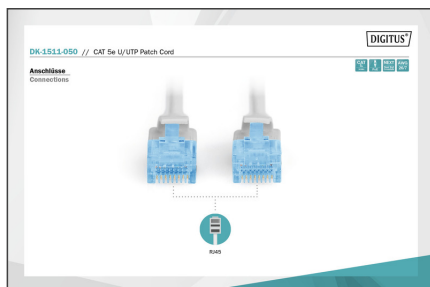 DIGITUS®
DK-1511-050 // CAT 5e U/UTP Patch Cord
Anschlüsse
Connections
RJ45